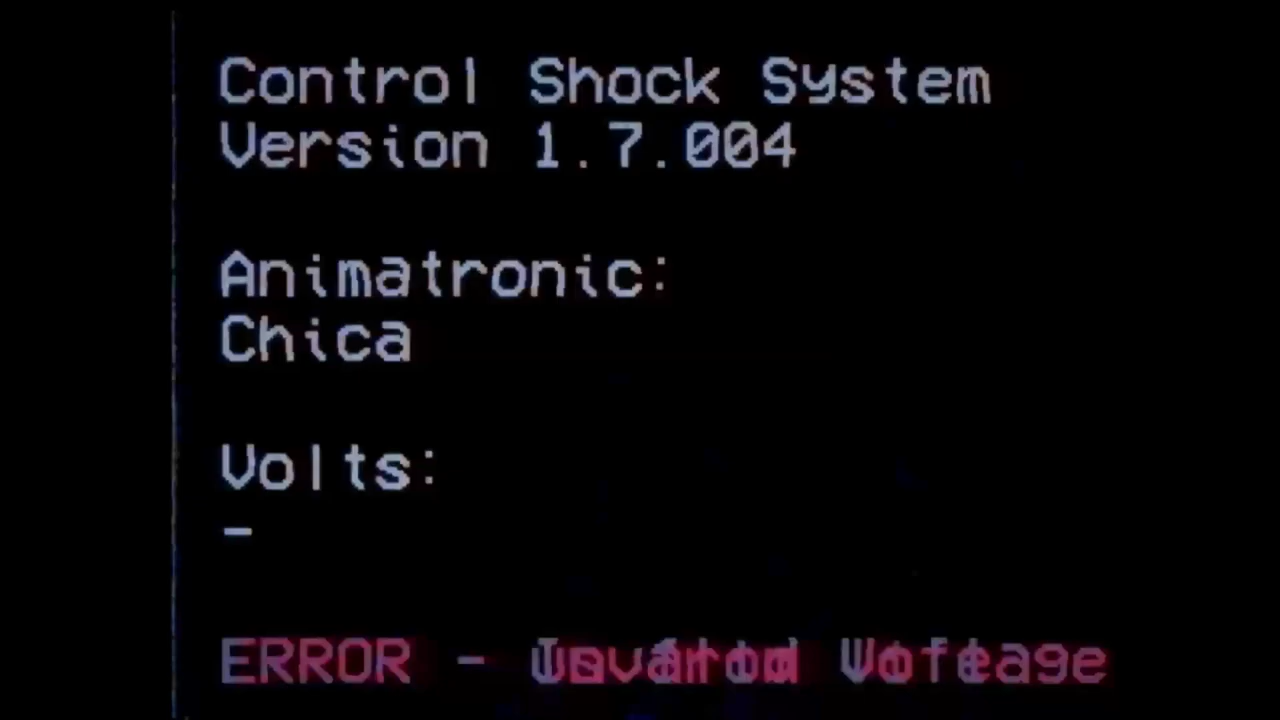 Control Shock System
Version 1.7.004
Animatronic:
Chica
Volts:
-
ERROR -